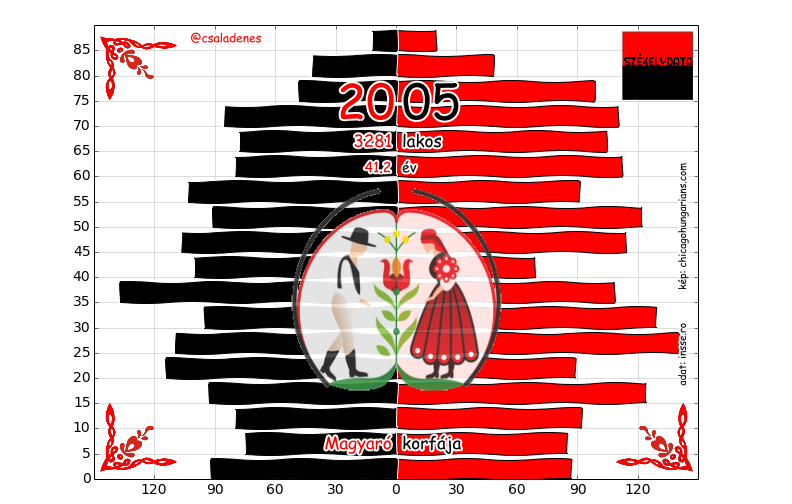 @csaladenes
SZÉKELYDATA
2005
3281 lakos
41,2 év
kép: chicagohungarians.com
adat: insse.ro
Magyaró korfája
85
80
75
70
65
60
55
50
45
40
35
30
25
20
15
10
5
0
120 90 60 30 0 30 60 90 120